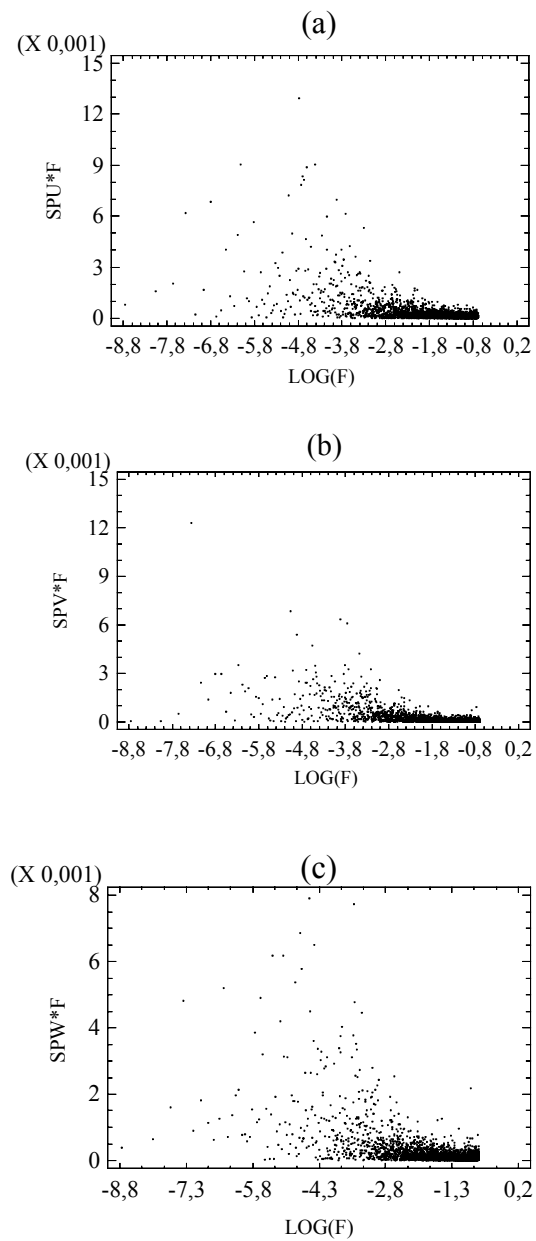 (a)
(X 0,001)
15
12
9
6
3
0
SPU*F
-8,8 -7,8 -6,8 -5,8 -4,8 -3,8 -2,8 -1,8 -0,8 0,2
LOG(F)
(b)
(X 0,001)
15
12
9
6
3
0
SPV*F
-8,8 -7,8 -6,8 -5,8 -4,8 -3,8 -2,8 -1,8 -0,8 0,2
LOG(F)
(c)
(X 0,001)
8
6
4
2
0
SPW*F
-8,8 -7,3 -5,8 -4,3 -2,8 -1,3 0,2
LOG(F)